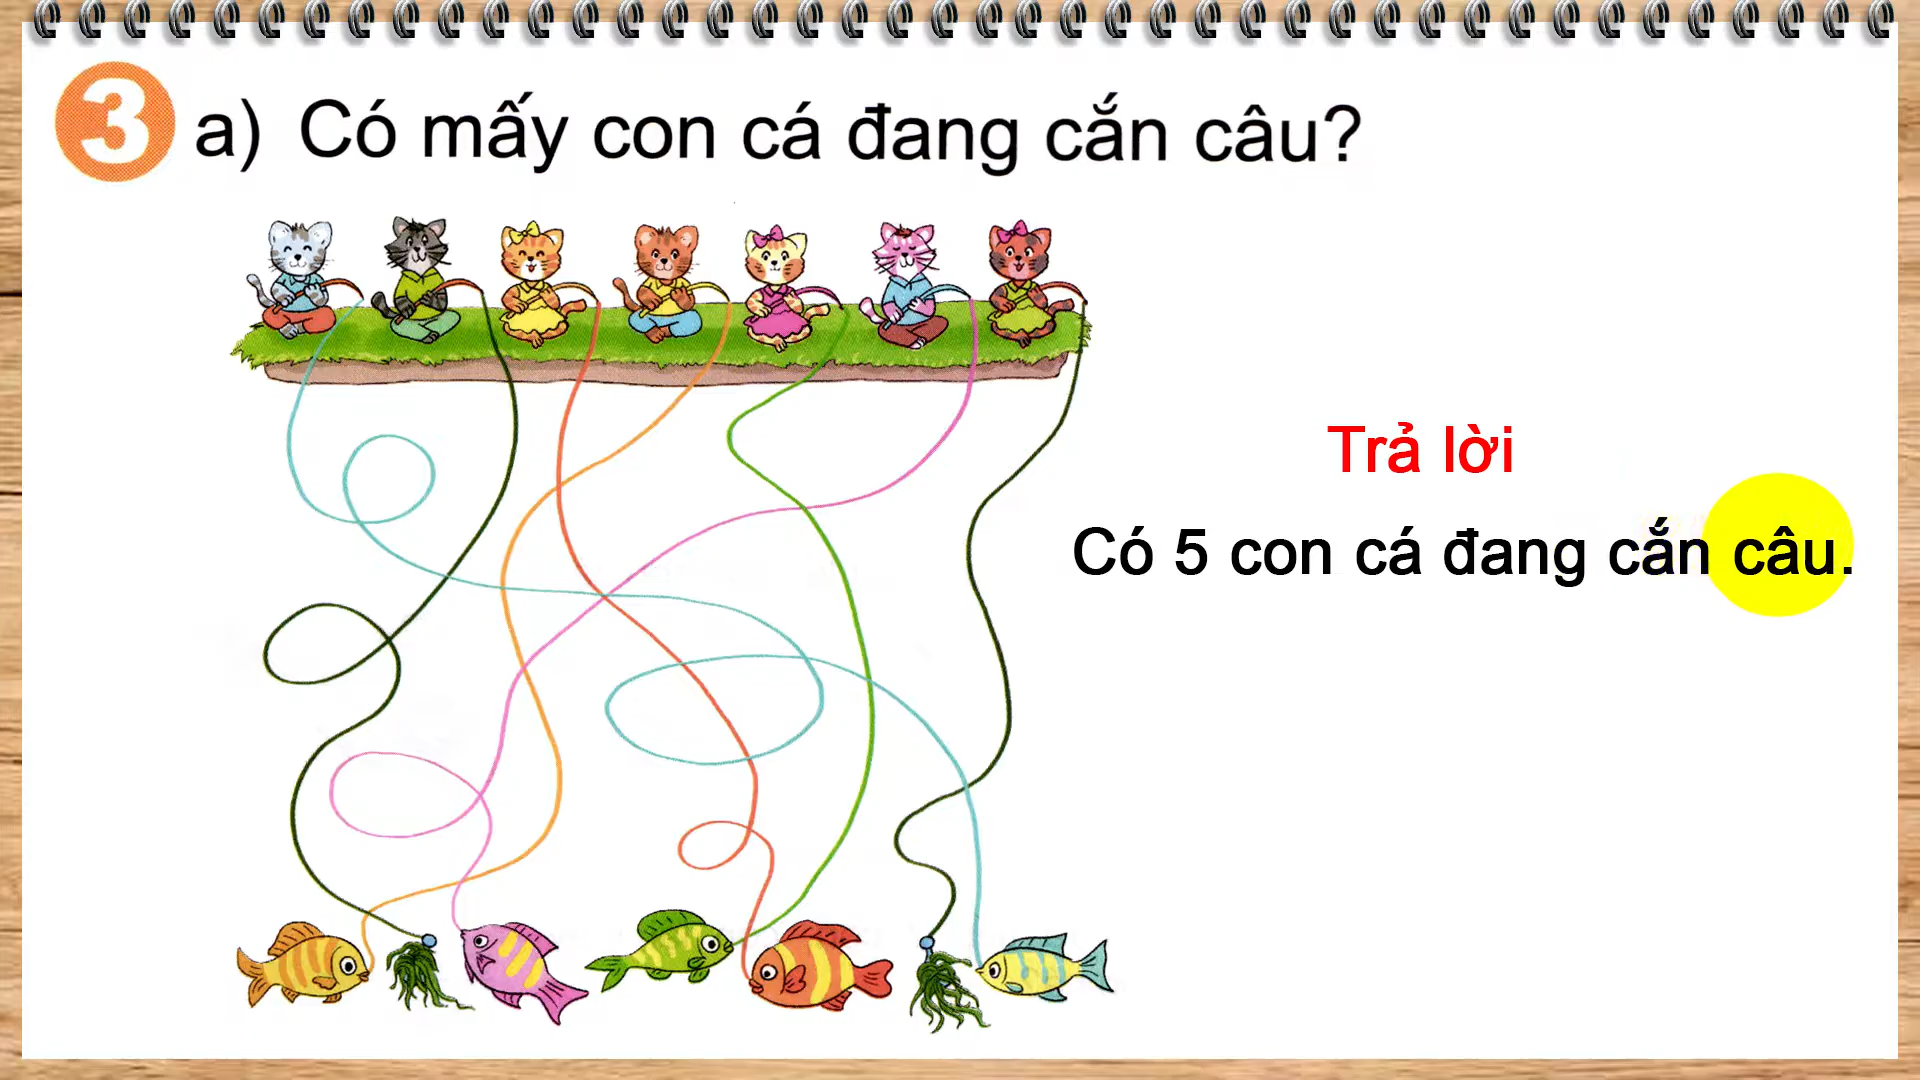 3 a) Có mấy con cá đang cắn câu?
Trả lời
Có 5 con cá đang cắn câu.